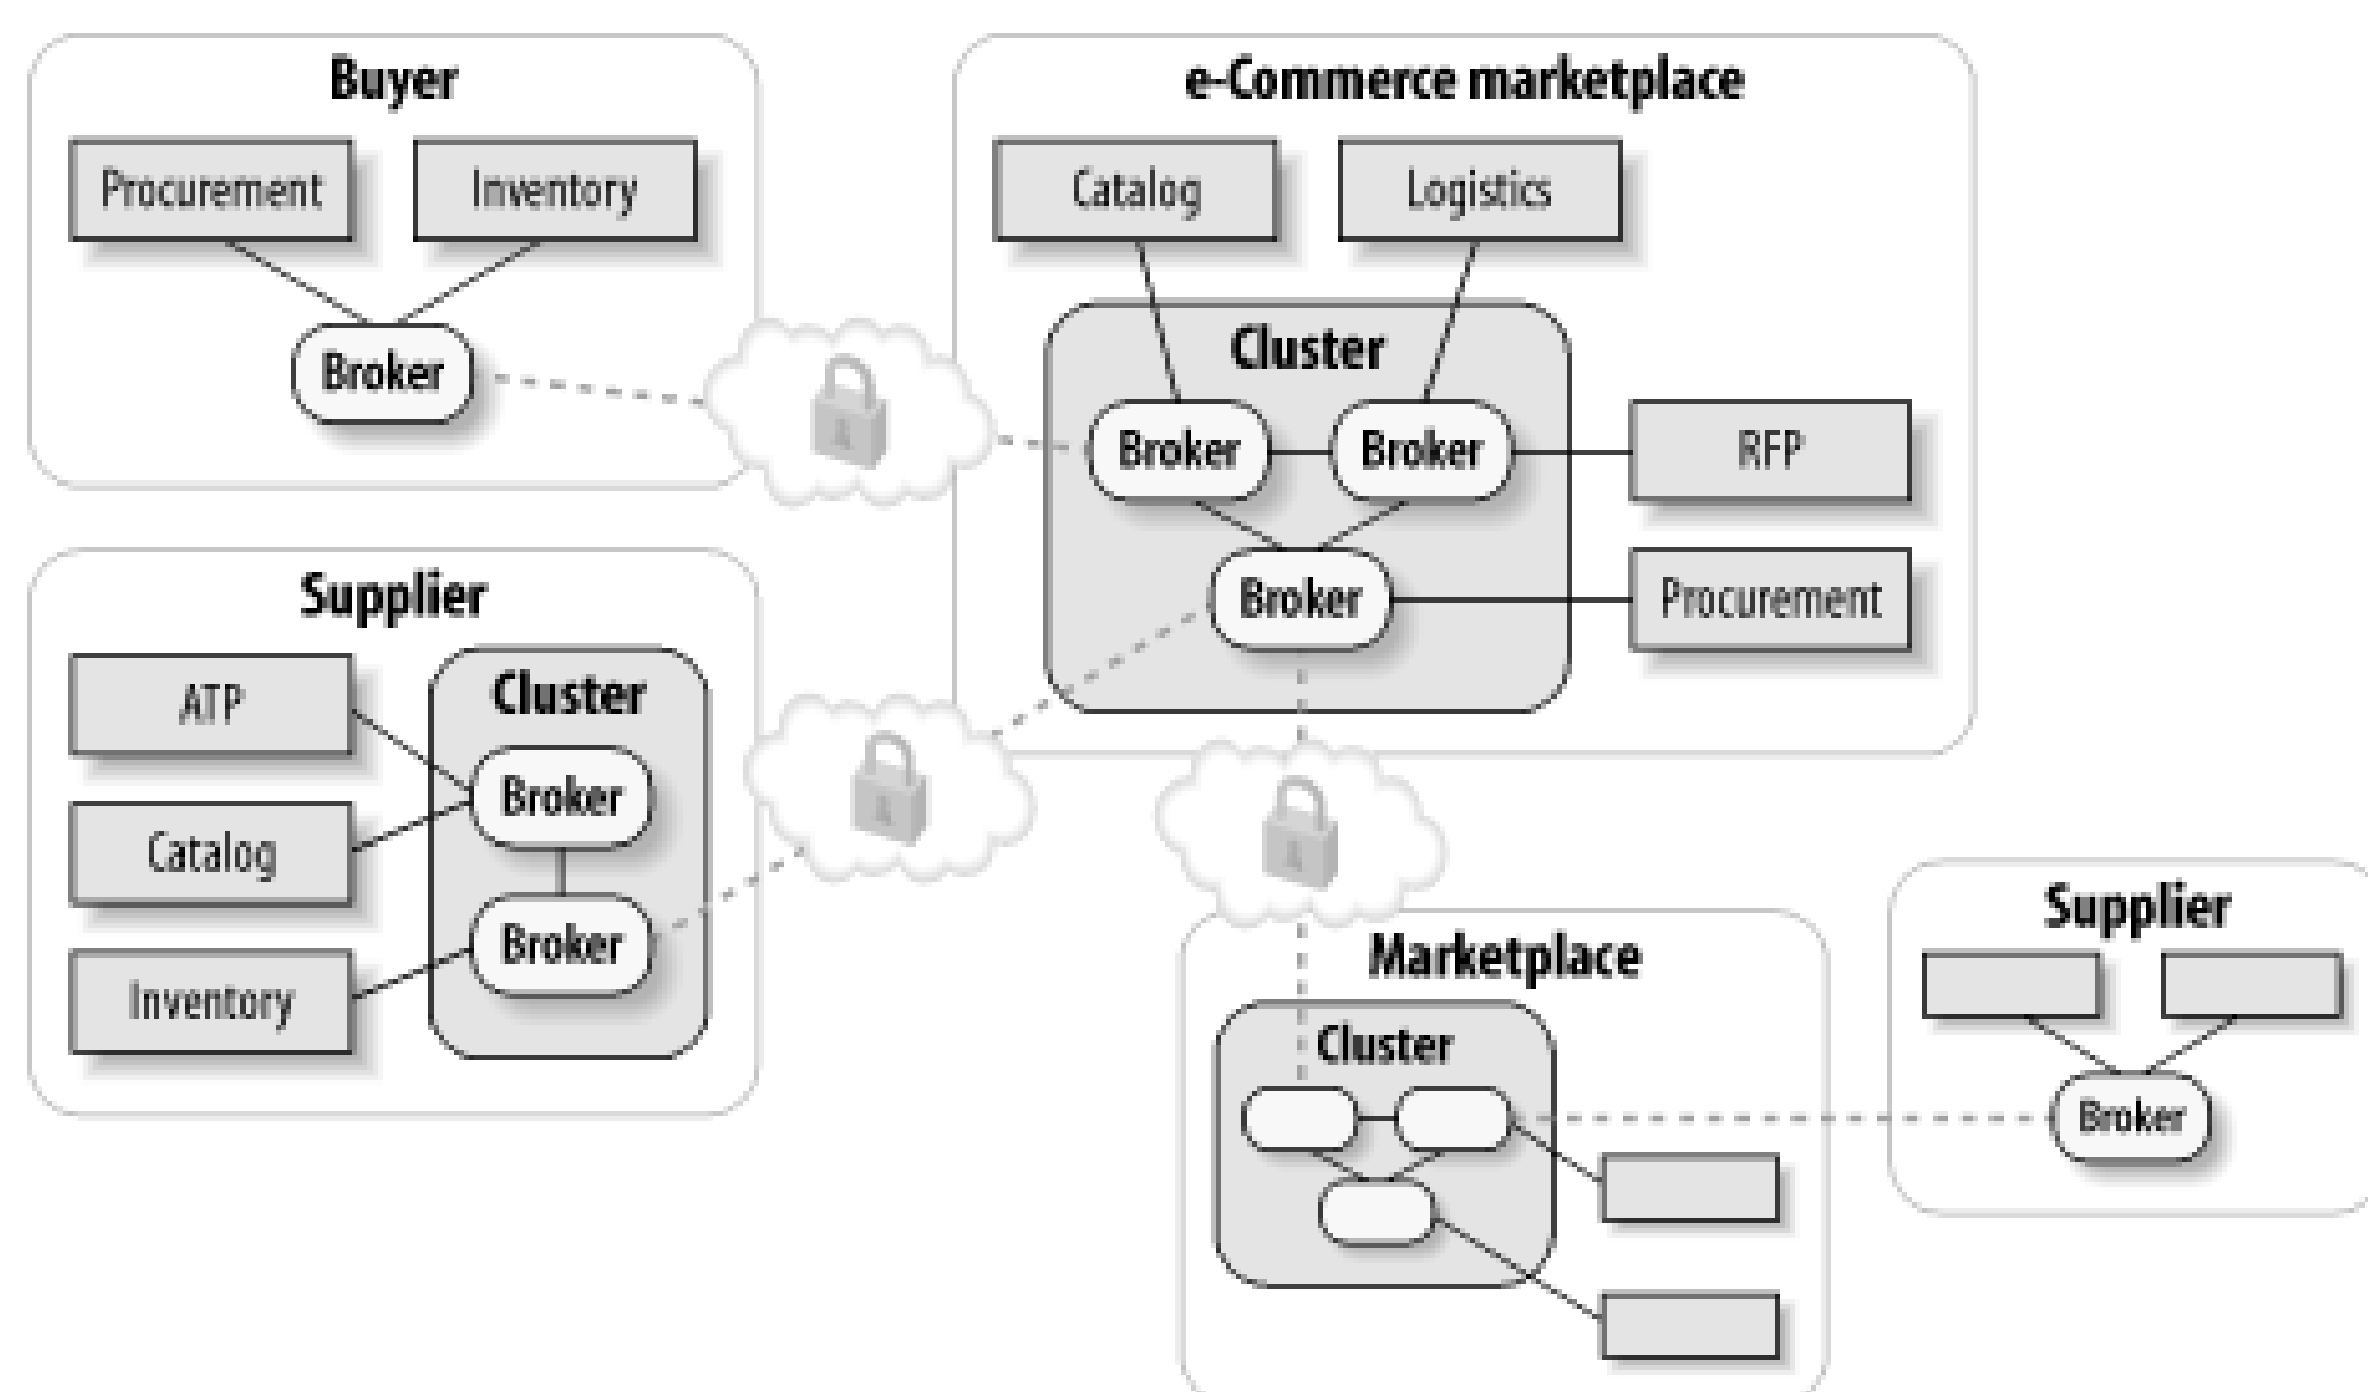 Buyer
Procurement
Inventory
Broker
e-Commerce marketplace
Catalog
Logistics
Cluster
Broker
Broker
RFP
Broker
Procurement
Supplier
ATP
Cluster
Broker
Catalog
Broker
Inventory
Marketplace
Cluster
Supplier
Broker